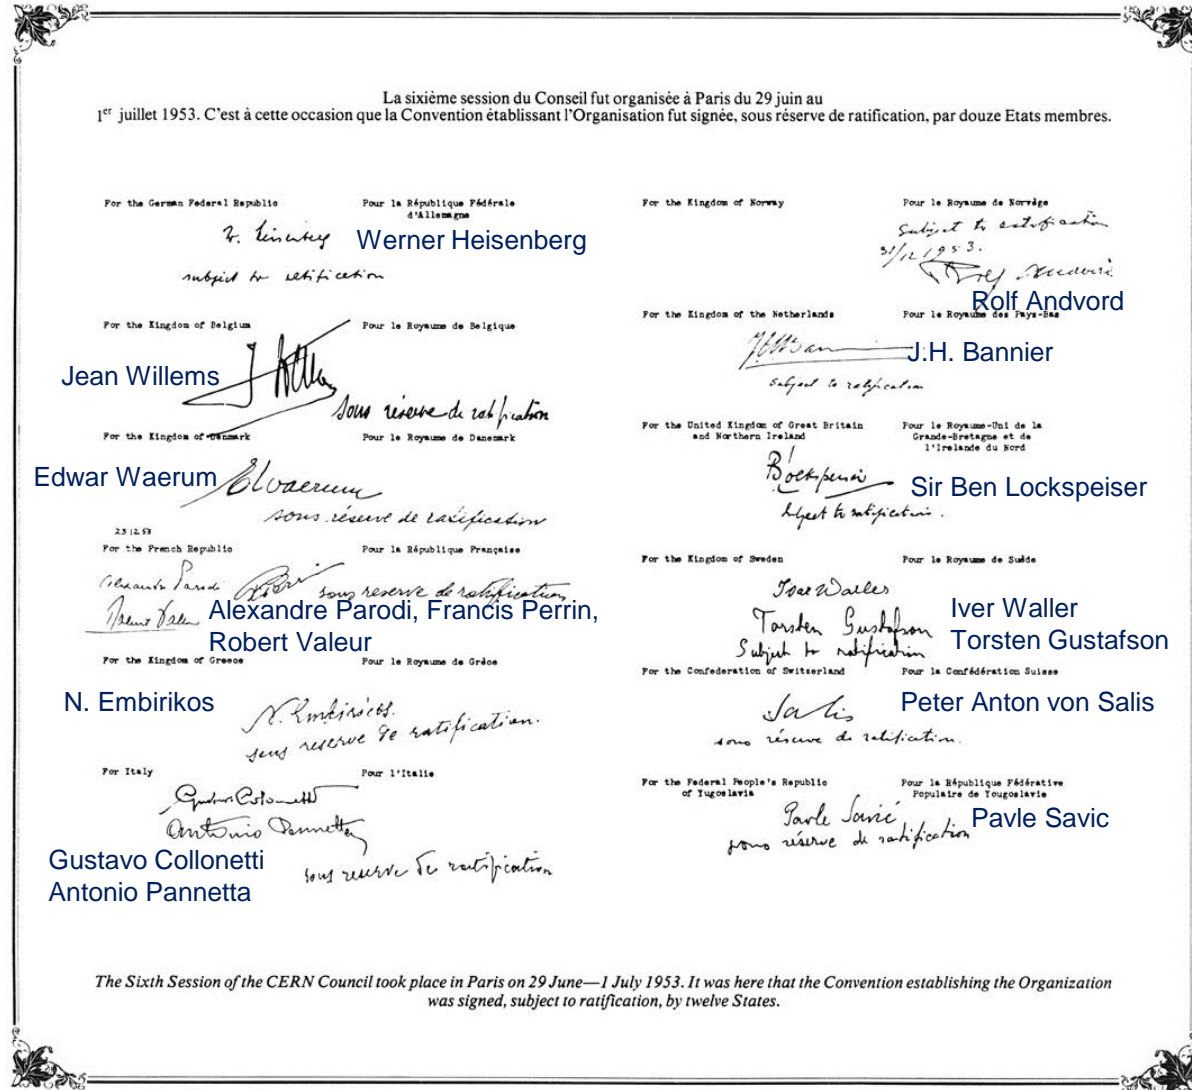 La sixième session du Conseil fut organisée à Paris du 29 juin au
1er juillet 1953. C'est à cette occasion que la Convention établissant l'Organisation fut signée, sous réserve de ratification, par douze Etats membres.
For the German Federal Republic
Pour la République Fédérale
d'Allemagne
Werner Heisenberg
subject to ratification
For the Kingdom of Belgium
Pour le Royaume de Belgique
Jean Willems
sous réserve de ratification
For the Kingdom of Denmark
Pour le Royaume de Danemark
Edwar Waerum
EWaerum
sous réserve de ratification
23 12 53
For the French Republic
Pour la République Française
Alexandre Parodi
sous reserve de ratification
Robert Valeur
Alexandre Parodi, Francis Perrin,
Robert Valeur
For the Kingdom of Greece
Pour le Royaume de Grèce
N. Embirikos
N. Embiricos.
sous reserve de ratification.
For Italy
Pour l'Italie
Gustavo Colonnetti
Antonio Pennetta
Gustavo Collonetti
Antonio Pannetta
sous reserve de ratification
For the Kingdom of Norway
Pour le Royaume de Norvège
Subject to ratification
31/12 1953.
Rolf Andvord
Rolf Andvord
For the Kingdom of the Netherlands
Pour le Royaume des Pays-Bas
JHBannier
J.H. Bannier
subject to ratification
For the United Kingdom of Great Britain
and Northern Ireland
Pour le Royaume-Uni de la
Grande-Bretagne et de
l'Irelande du Nord
B Lockspeiser
Sir Ben Lockspeiser
subject to ratification.
For the Kingdom of Sweden
Pour le Royaume de Suède
Ivar Waller
Iver Waller
Torsten Gustafson
Torsten Gustafson
Subject to ratification
For the Confederation of Switzerland
Pour la Confédération Suisse
Peter Anton von Salis
Salis
sous réserve de ratification.
For the Federal People's Republic
of Yugoslavia
Pour la République Fédérative
Populaire de Yougoslavie
Pavle Savić
Pavle Savic
sous réserve de ratification
The Sixth Session of the CERN Council took place in Paris on 29 June—1 July 1953. It was here that the Convention establishing the Organization
was signed, subject to ratification, by twelve States.